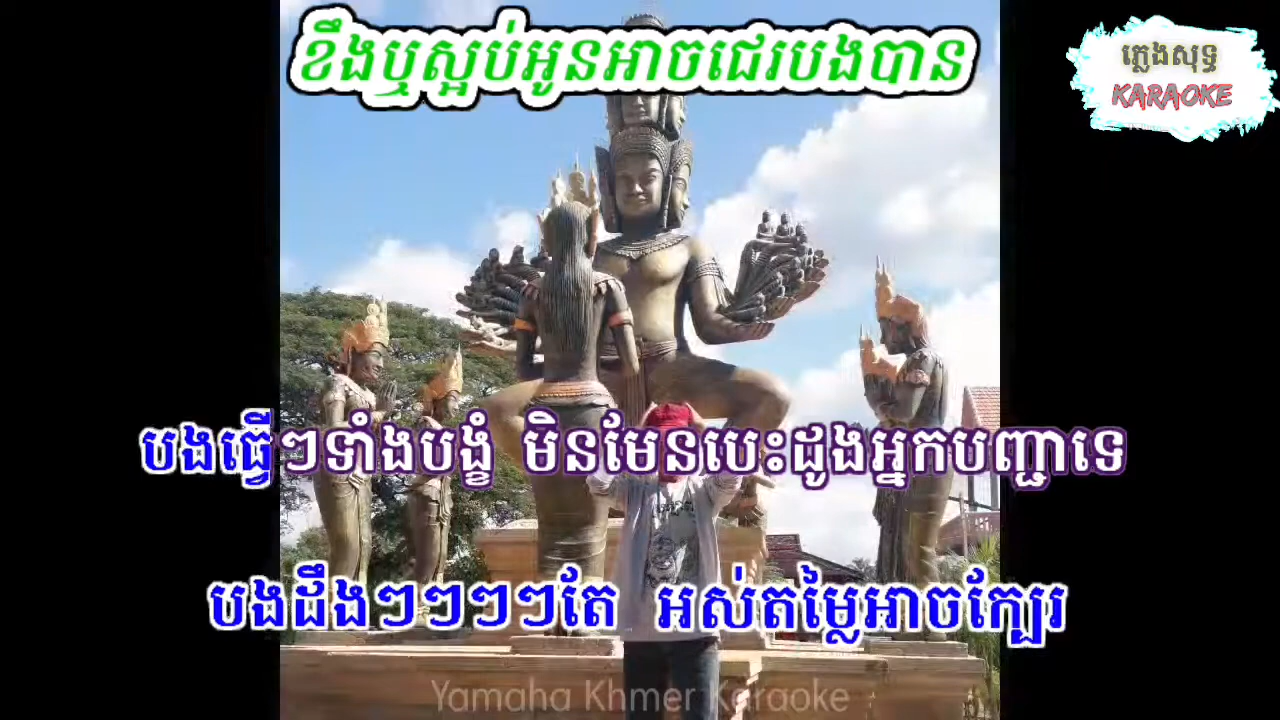 ខឹងឬស្អប់អូនអាចជេរបងបាន
ភ្លេងសុទ្ធ
KARAOKE
បងធ្វើៗទាំងបង្ខំ មិនមែនបេះដូងអ្នកបញ្ជាទេ
បងដឹងៗៗៗៗតែ អស់តម្លៃអាចក្បែរ
Yamaha Khmer Karaoke